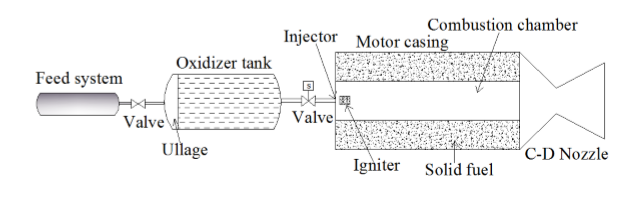 Combustion chamber
Injector
Motor casing
Oxidizer tank
Feed system
S
Valve
Valve
Ullage
Igniter
Solid fuel
C-D Nozzle